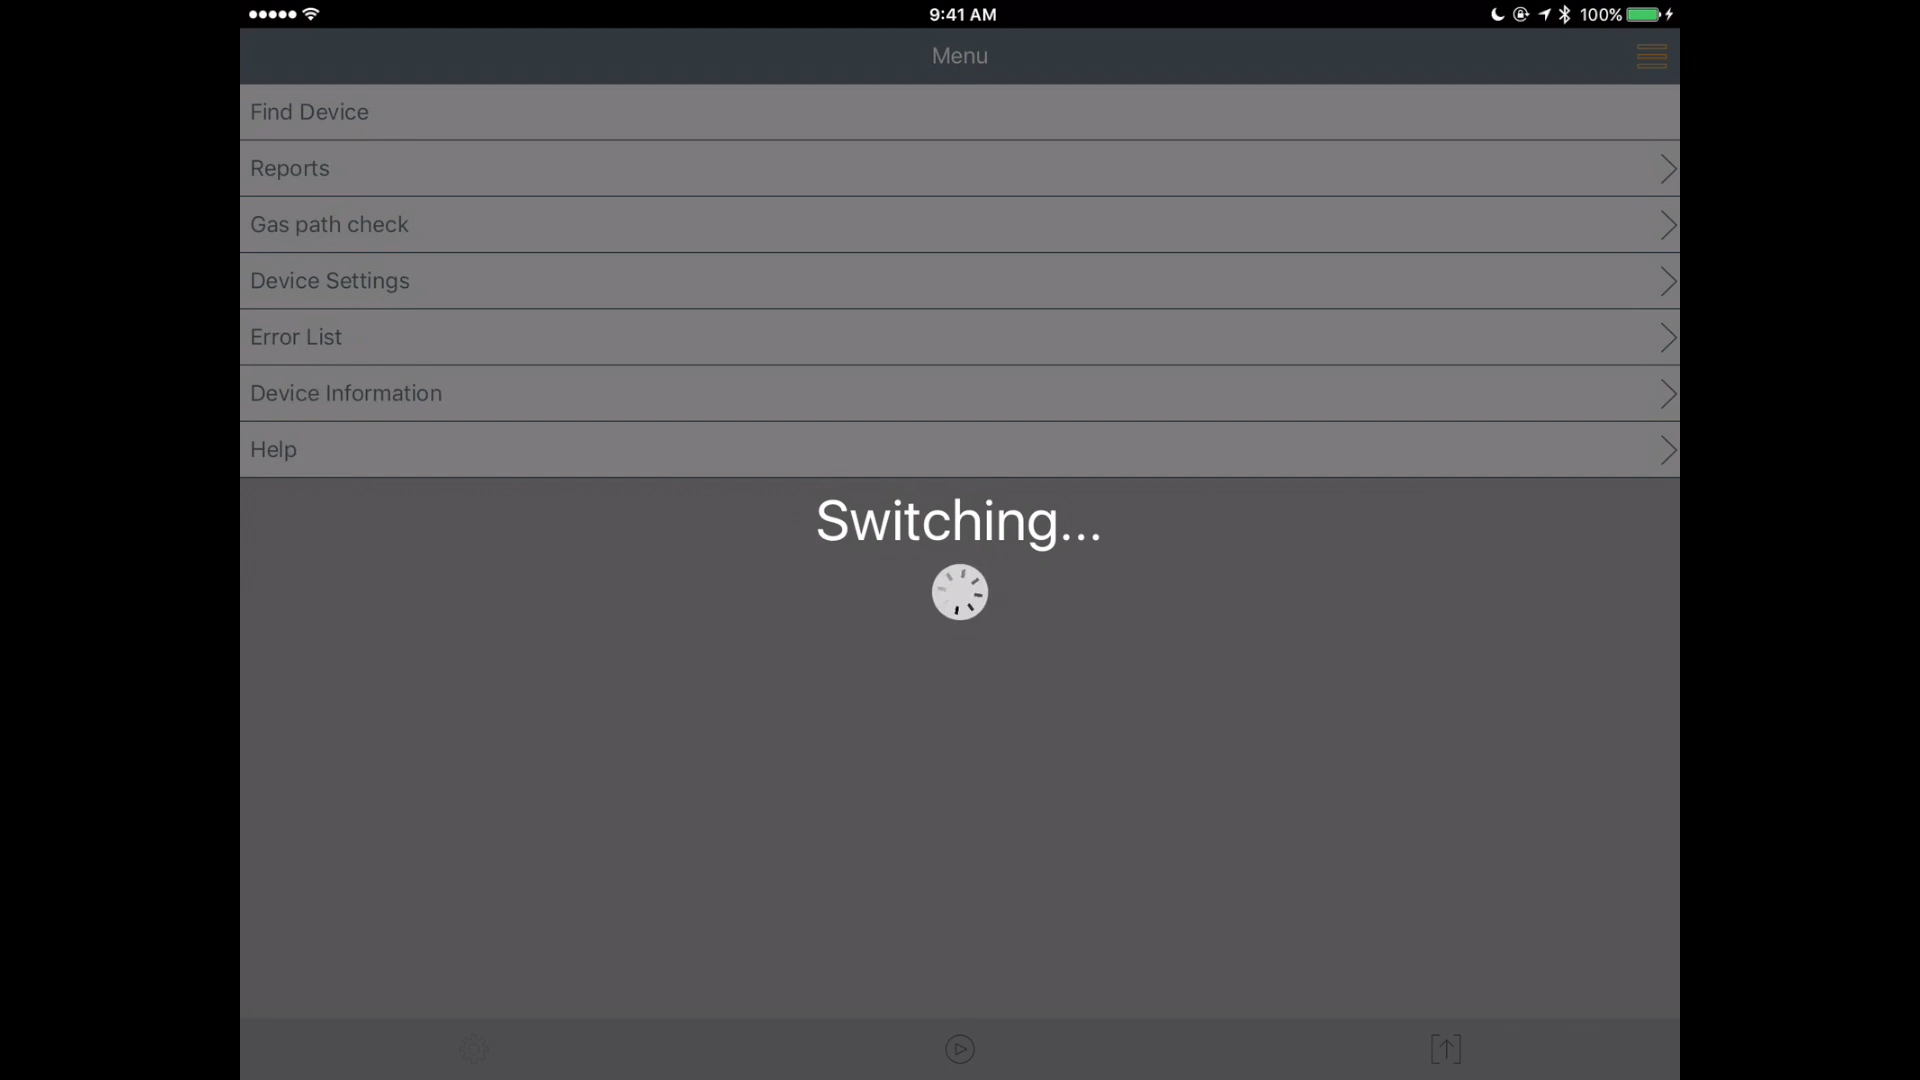 9:41 AM
100%
Menu
Find Device
Reports
Gas path check
Device Settings
Error List
Device Information
Help
Switching...